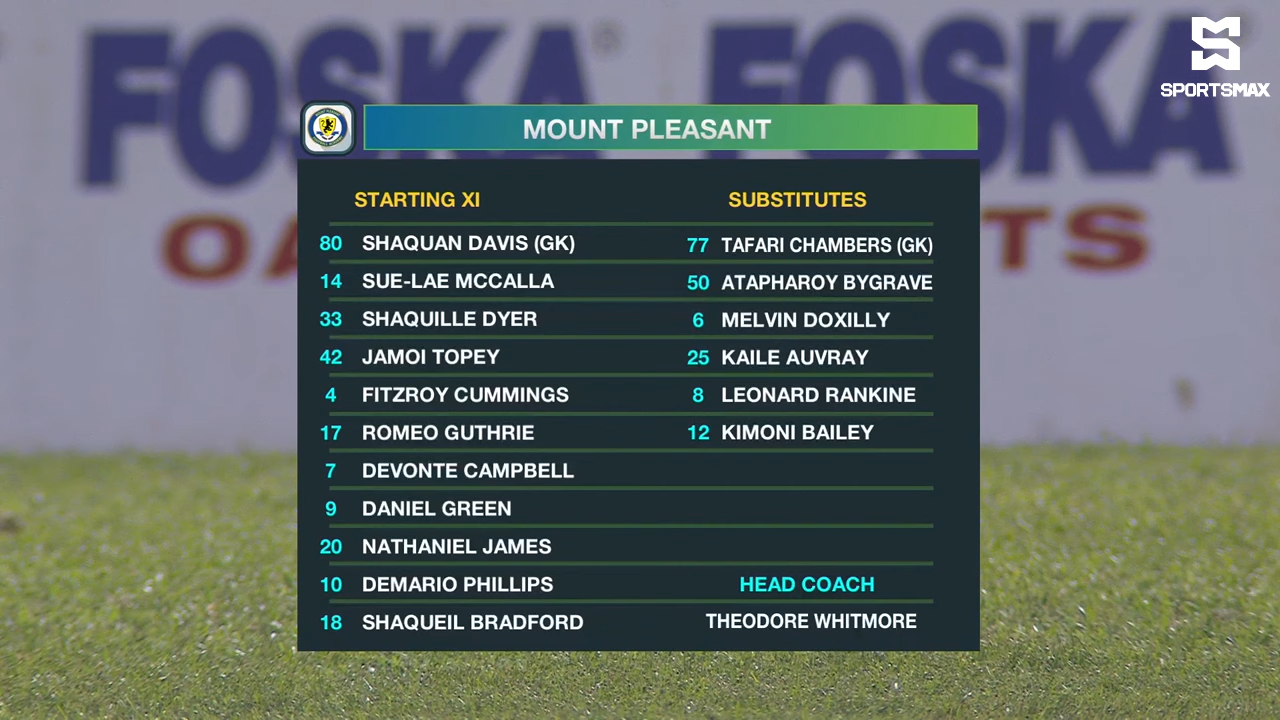 FOSKA FOSKA
SPORTSMAX
MOUNT PLEASANT
STARTING XI
80 SHAQUAN DAVIS (GK)
14 SUE-LAE MCCALLA
33 SHAQUILLE DYER
42 JAMOI TOPEY
4 FITZROY CUMMINGS
17 ROMEO GUTHRIE
7 DEVONTE CAMPBELL
9 DANIEL GREEN
20 NATHANIEL JAMES
10 DEMARIO PHILLIPS
18 SHAQUEIL BRADFORD
SUBSTITUTES
77 TAFARI CHAMBERS (GK)
50 ATAPHAROY BYGRAVE
6 MELVIN DOXILLY
25 KAILE AUVRAY
8 LEONARD RANKINE
12 KIMONI BAILEY
HEAD COACH
THEODORE WHITMORE